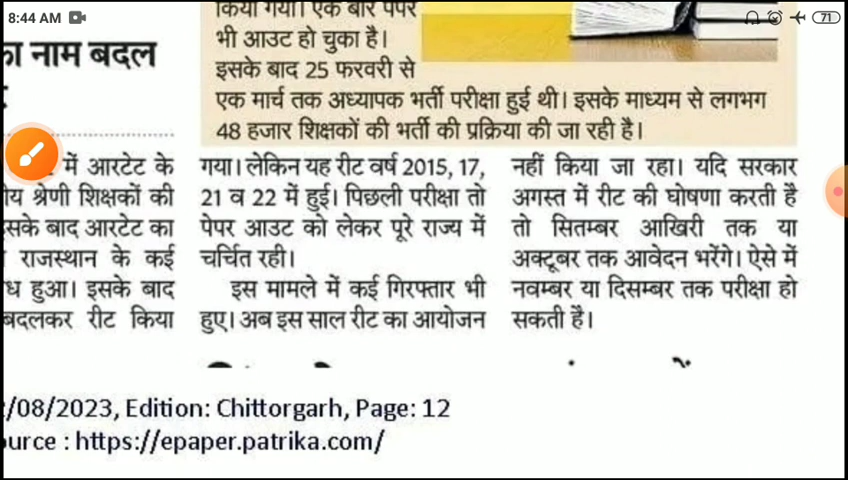 8:44 AM
71
किया गया। एक बार पेपर
भी आउट हो चुका है।
इसके बाद 25 फरवरी से
एक मार्च तक अध्यापक भर्ती परीक्षा हुई थी। इसके माध्यम से लगभग
48 हजार शिक्षकों की भर्ती की प्रक्रिया की जा रही है।
का नाम बदल
में आरटेट के
श्रेणी शिक्षकों की
आरटेट का
राजस्थान के कई
हुआ। इसके बाद
बदलकर रीट किया
गया। लेकिन यह रीट वर्ष 2015, 17,
21 व 22 में हुई। पिछली परीक्षा तो
पेपर आउट को लेकर पूरे राज्य में
चर्चित रही।
इस मामले में कई गिरफ्तार भी
हुए। अब इस साल रीट का आयोजन
नहीं किया जा रहा। यदि सरकार
अगस्त में रीट की घोषणा करती है
तो सितम्बर आखिरी तक या
अक्टूबर तक आवेदन भरेंगे। ऐसे में
नवम्बर या दिसम्बर तक परीक्षा हो
सकती है।
/08/2023, Edition: Chittorgarh, Page: 12
urce : https://epaper.patrika.com/